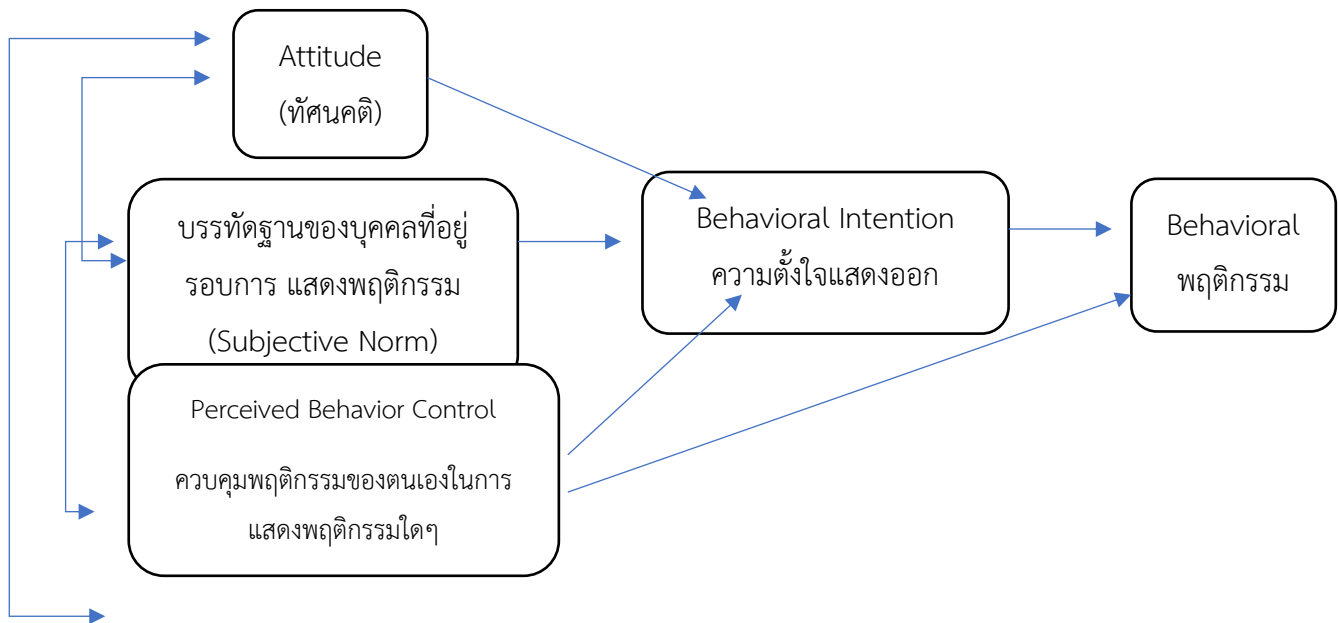 Attitude
(ทัศนคติ)
บรรทัดฐานของบุคคลที่อยู่
รอบการ แสดงพฤติกรรม
(Subjective Norm)
Perceived Behavior Control
ควบคุมพฤติกรรมของตนเองในการ
แสดงพฤติกรรมใดๆ
Behavioral Intention
ความตั้งใจแสดงออก
Behavioral
พฤติกรรม